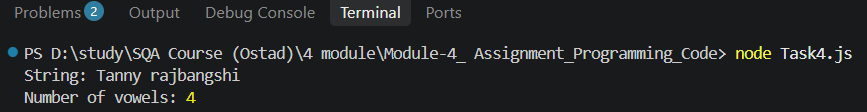 Problems 2 Output Debug Console Terminal Ports
PS D:\study\SQA Course (Ostad)\4 module\Module-4_ Assignment_Programming_Code> node Task4.js
String: Tanny rajbangshi
Number of vowels: 4